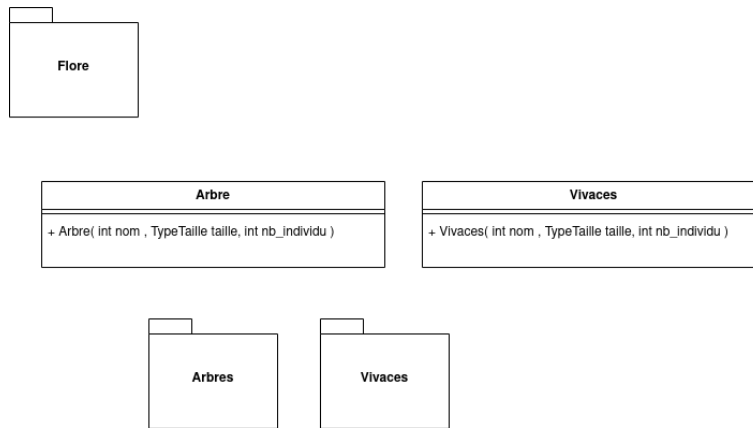 Flore
Arbre
+ Arbre( int nom , TypeTaille taille, int nb_individu )
Vivaces
+ Vivaces( int nom , TypeTaille taille, int nb_individu )
Arbres
Vivaces